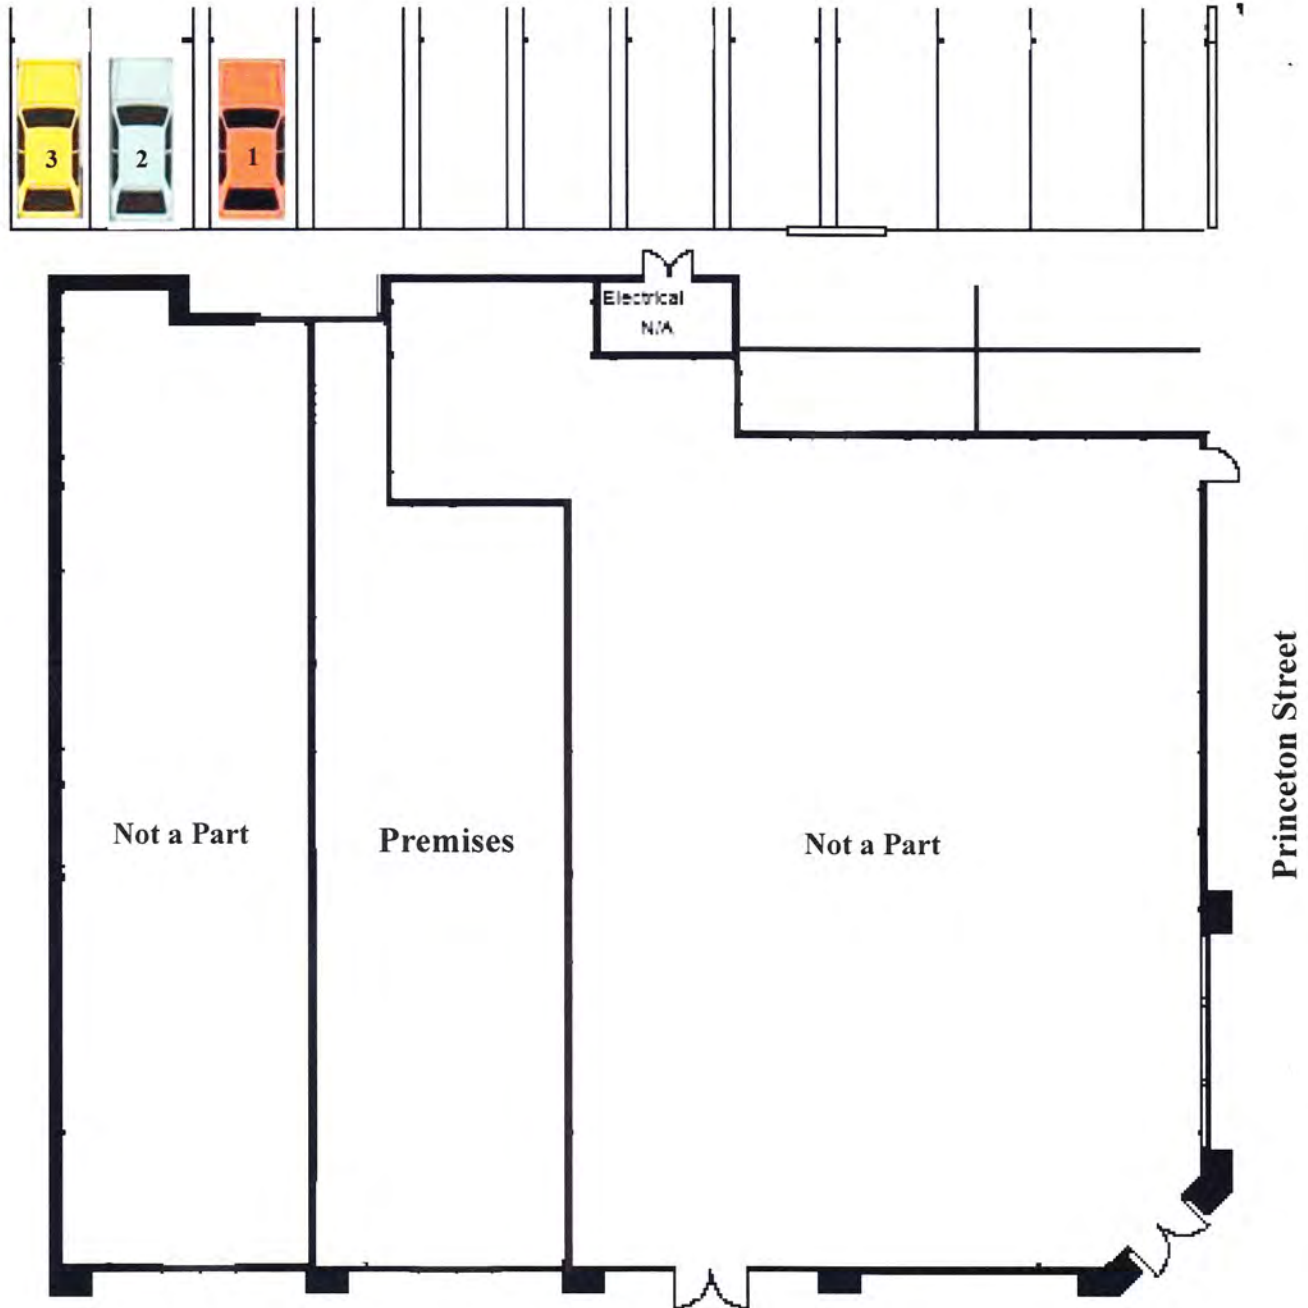 3
2
1
Electrical
N/A
Not a Part
Premises
Not a Part
Princeton Street